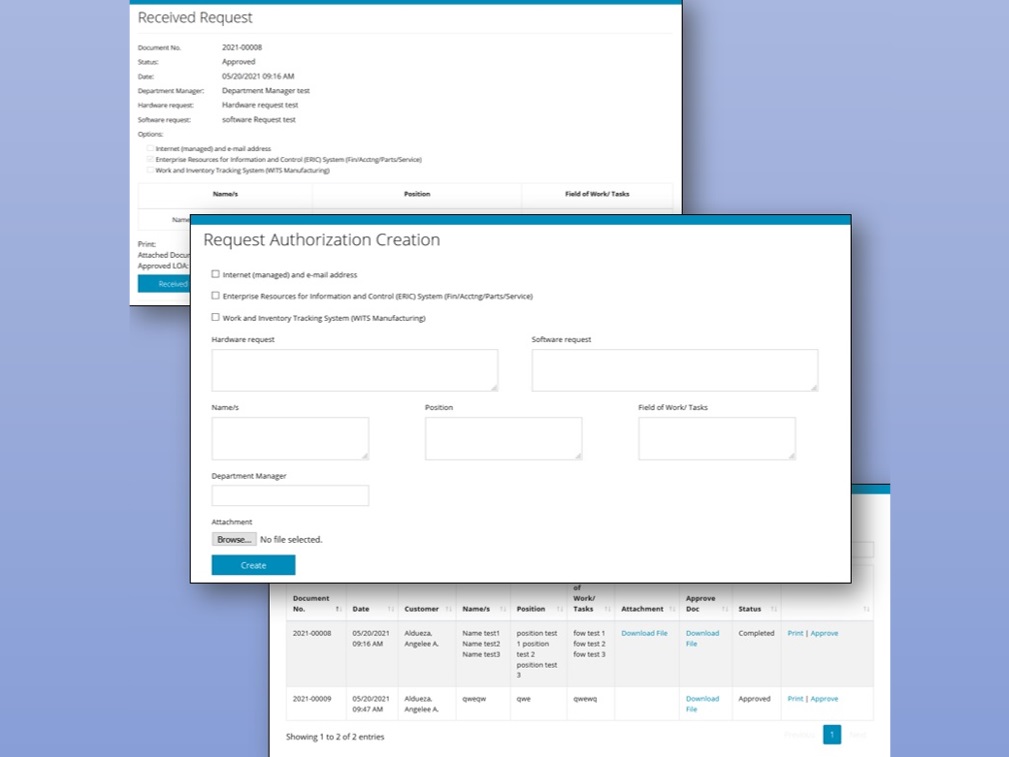 Received Request
Document No. 2021-00008
Status: Approved
Date: 05/20/2021 09:16 AM
Department Manager: Department Manager test
Hardware request: Hardware request test
Software request: software Request test
Options:
Internet (managed) and e-mail address
Enterprise Resources for Information and Control (ERIC) System (Fin/Acctng/Parts/Service)
Work and Inventory Tracking System (WITS Manufacturing)
Name/s Position Field of Work/ Tasks
Name
Print:
Attached Docu
Approved LOA:
Received
Request Authorization Creation
Internet (managed) and e-mail address
Enterprise Resources for Information and Control (ERIC) System (Fin/Acctng/Parts/Service)
Work and Inventory Tracking System (WITS Manufacturing)
Hardware request Software request
Name/s Position Field of Work/ Tasks
Department Manager
Attachment
Browse... No file selected.
Create
of
Document Work/ Approve
No. Date Customer Name/s Position Tasks Attachment Doc Status
2021-00008 05/20/2021 Aldueza, Name test1 position test fow test 1 Download File Download Completed Print | Approve
09:16 AM Angelee A. Name test2 1 position fow test 2 File
Name test3 test 2 fow test 3
position test
3
2021-00009 05/20/2021 Aldueza, qweqw qwe qwewq Download Approved Print | Approve
09:47 AM Angelee A. File
Showing 1 to 2 of 2 entries
Previous 1 Next